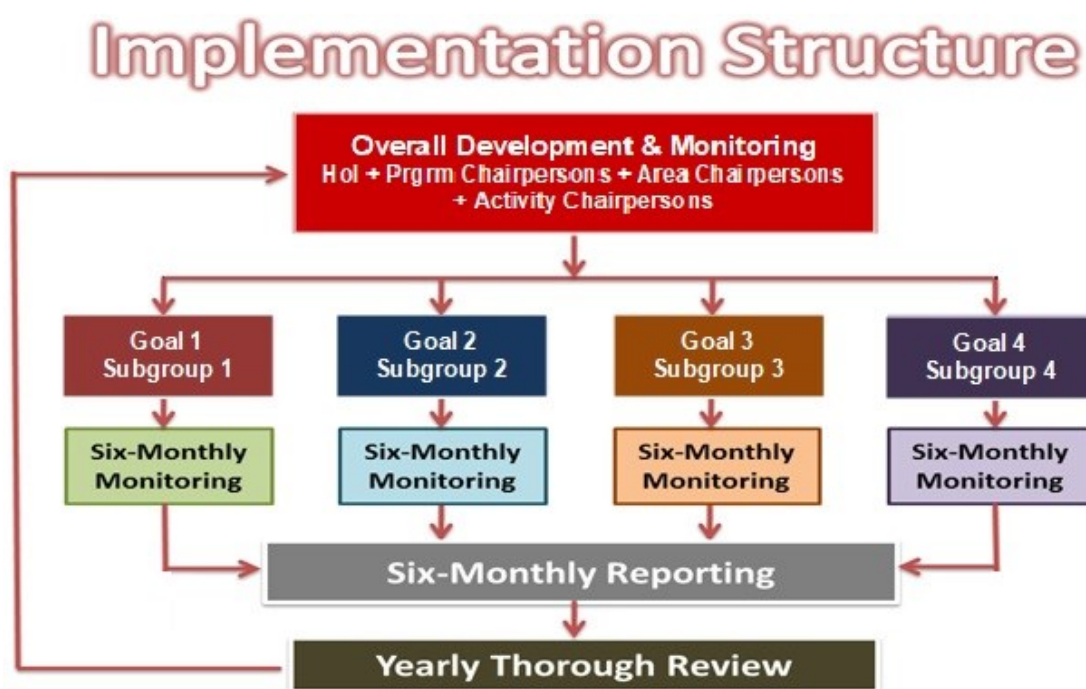 Implementation Structure
Overall Development & Monitoring
HoI + Prgrm Chairpersons + Area Chairpersons
+ Activity Chairpersons
Goal 1
Subgroup 1
Goal 2
Subgroup 2
Goal 3
Subgroup 3
Goal 4
Subgroup 4
Six-Monthly
Monitoring
Six-Monthly
Monitoring
Six-Monthly
Monitoring
Six-Monthly
Monitoring
Six-Monthly Reporting
Yearly Thorough Review